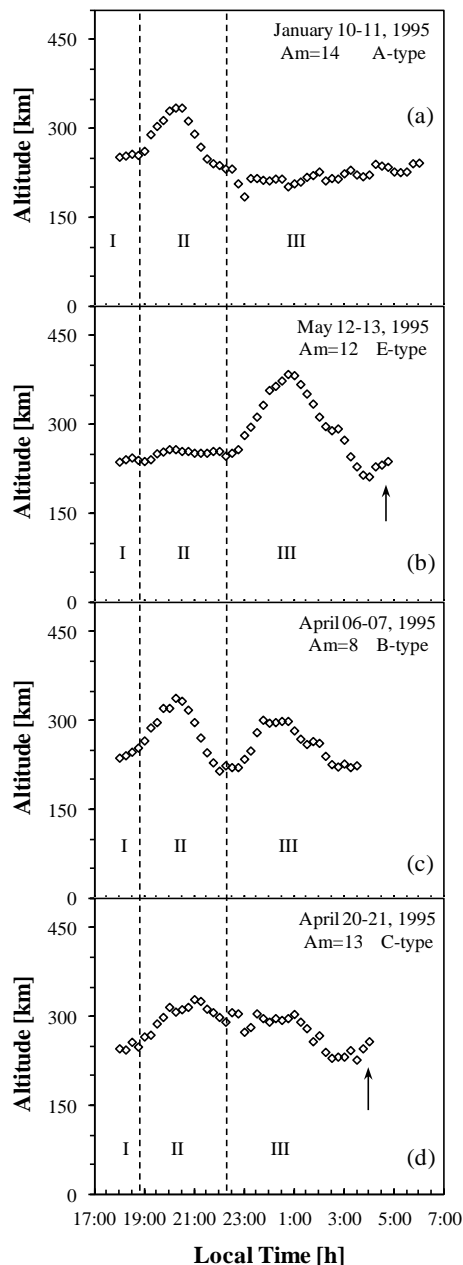 450
January 10-11, 1995
Am=14 A-type
(a)
300
Altitude [km]
150
I II III
0
450
May 12-13, 1995
Am=12 E-type
300
Altitude [km]
150
I II III
(b)
0
450
April 06-07, 1995
Am=8 B-type
300
Altitude [km]
150
I II III
(c)
0
450
April 20-21, 1995
Am=13 C-type
300
Altitude [km]
150
I II III
(d)
0
17:00 19:00 21:00 23:00 1:00 3:00 5:00 7:00
Local Time [h]